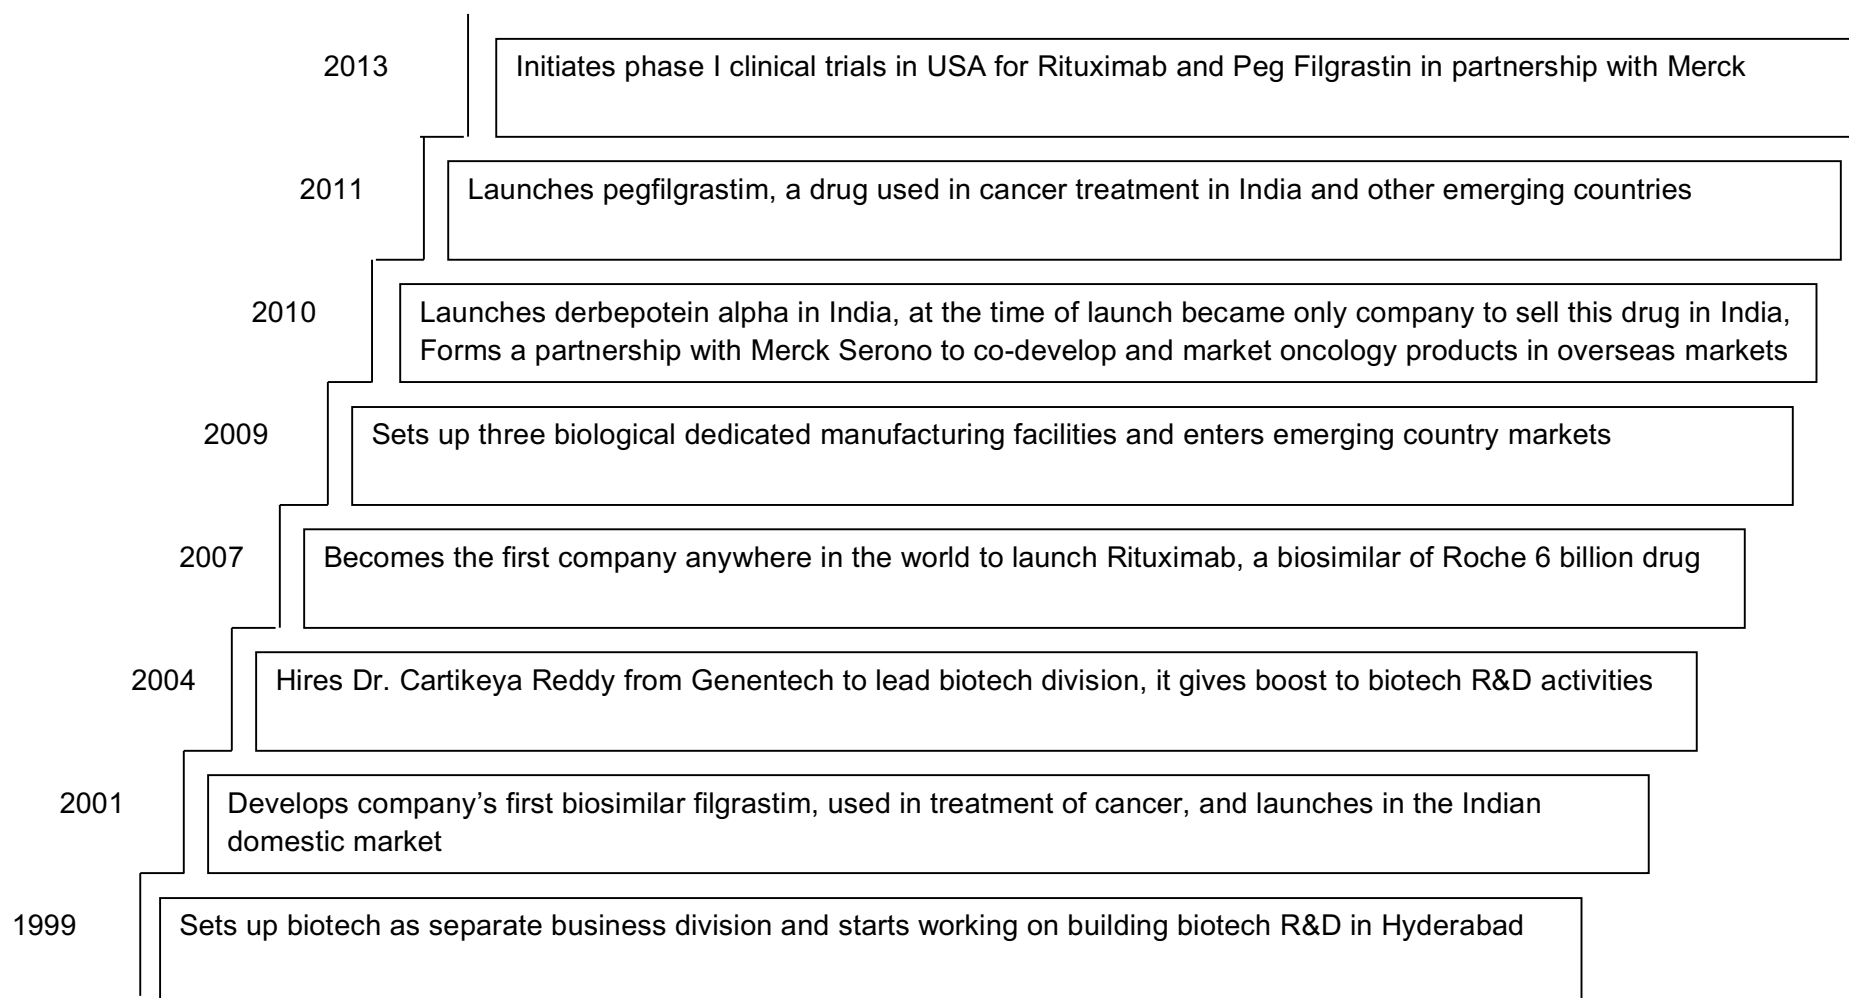 2013
Initiates phase I clinical trials in USA for Rituximab and Peg Filgrastin in partnership with Merck
2011
Launches pegfilgrastim, a drug used in cancer treatment in India and other emerging countries
2010
Launches derbepotein alpha in India, at the time of launch became only company to sell this drug in India,
Forms a partnership with Merck Serono to co-develop and market oncology products in overseas markets
2009
Sets up three biological dedicated manufacturing facilities and enters emerging country markets
2007
Becomes the first company anywhere in the world to launch Rituximab, a biosimilar of Roche 6 billion drug
2004
Hires Dr. Cartikeya Reddy from Genentech to lead biotech division, it gives boost to biotech R&D activities
2001
Develops company’s first biosimilar filgrastim, used in treatment of cancer, and launches in the Indian
domestic market
1999
Sets up biotech as separate business division and starts working on building biotech R&D in Hyderabad